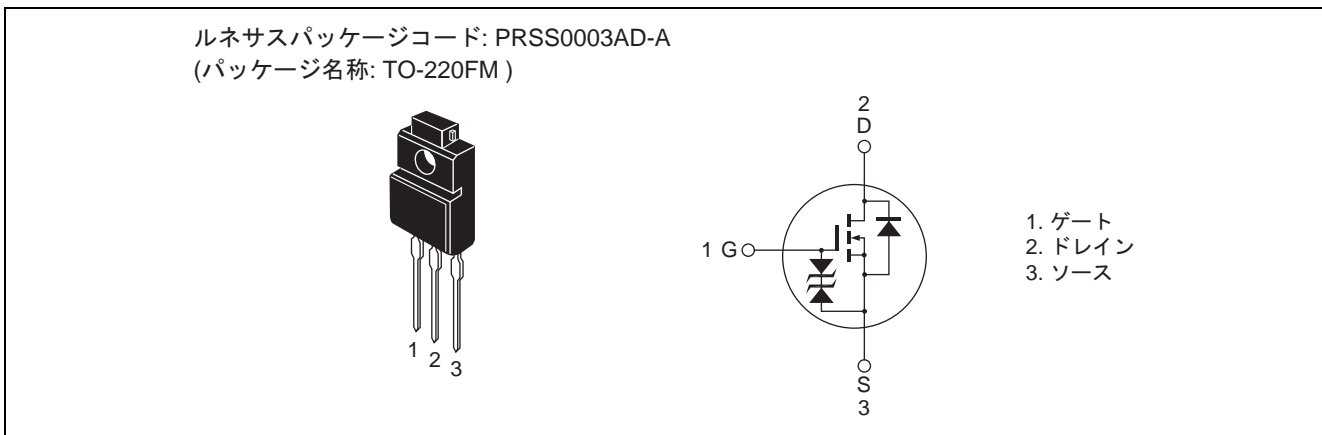 ルネサスパッケージコード: PRSS0003AD-A
(パッケージ名称: TO-220FM )
1
2
3
2
D
1 G
S
3
1. ゲート
2. ドレイン
3. ソース